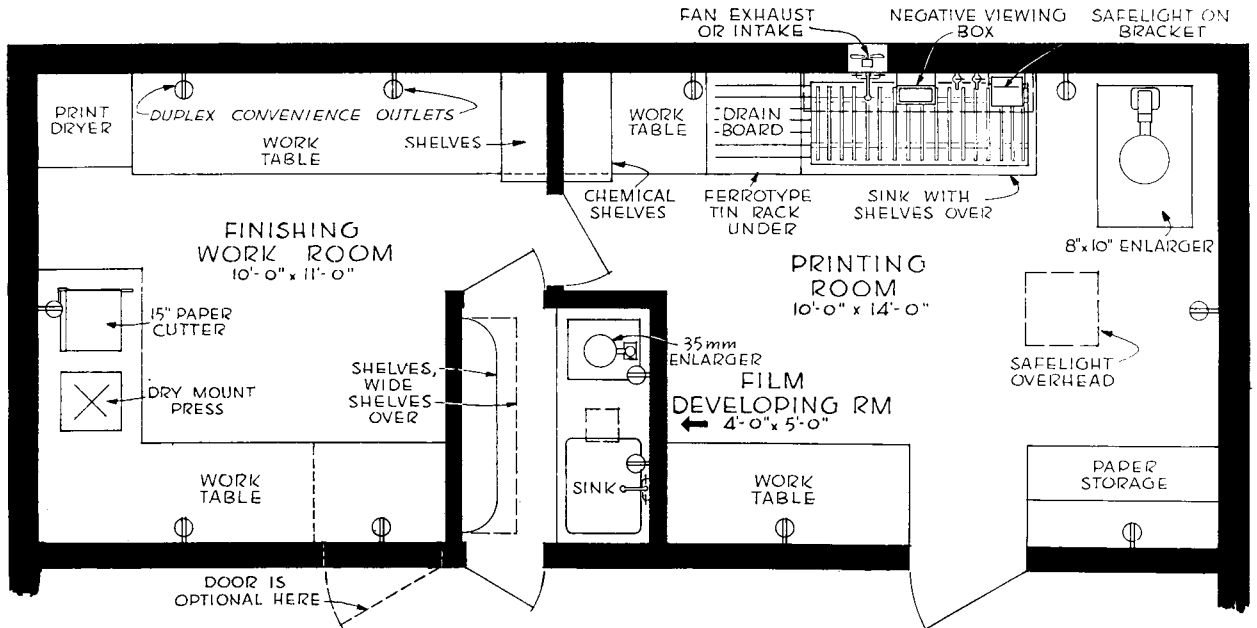 FAN EXHAUST
OR INTAKE
NEGATIVE VIEWING
BOX
SAFELIGHT ON
BRACKET
PRINT
DRYER
DUPLEX CONVENIENCE OUTLETS
WORK
TABLE
SHELVES
WORK
TABLE
DRAIN
BOARD
CHEMICAL
SHELVES
FERROTYPE
TIN RACK
UNDER
SINK WITH
SHELVES OVER
8"x10" ENLARGER
FINISHING
WORK ROOM
10'-0" x 11'-0"
PRINTING
ROOM
10'-0" x 14'-0"
15" PAPER
CUTTER
DRY MOUNT
PRESS
SHELVES,
WIDE
SHELVES
OVER
35mm
ENLARGER
SAFELIGHT
OVERHEAD
FILM
DEVELOPING RM
4'-0" x 5'-0"
WORK
TABLE
SINK
WORK
TABLE
PAPER
STORAGE
DOOR IS
OPTIONAL HERE